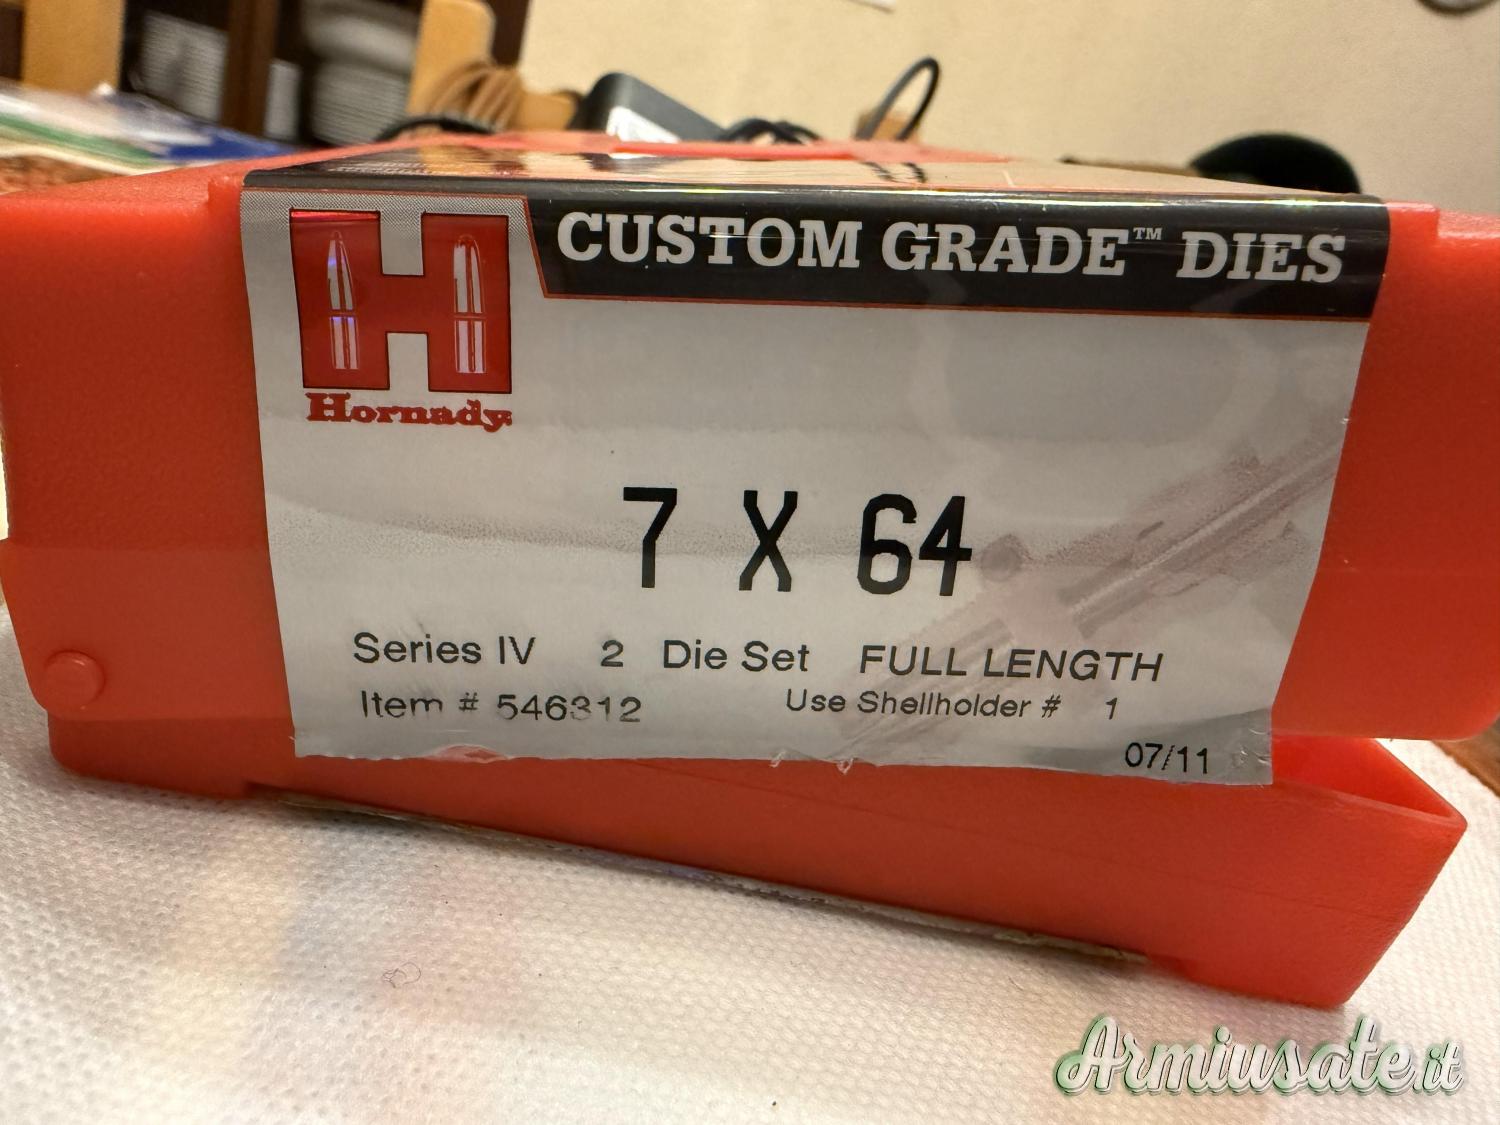 CUSTOM GRADE™ DIES
H
Hornady
7 X 64
Series IV 2 Die Set FULL LENGTH
Item # 546312 Use Shellholder # 1
07/11
Armiusate.it